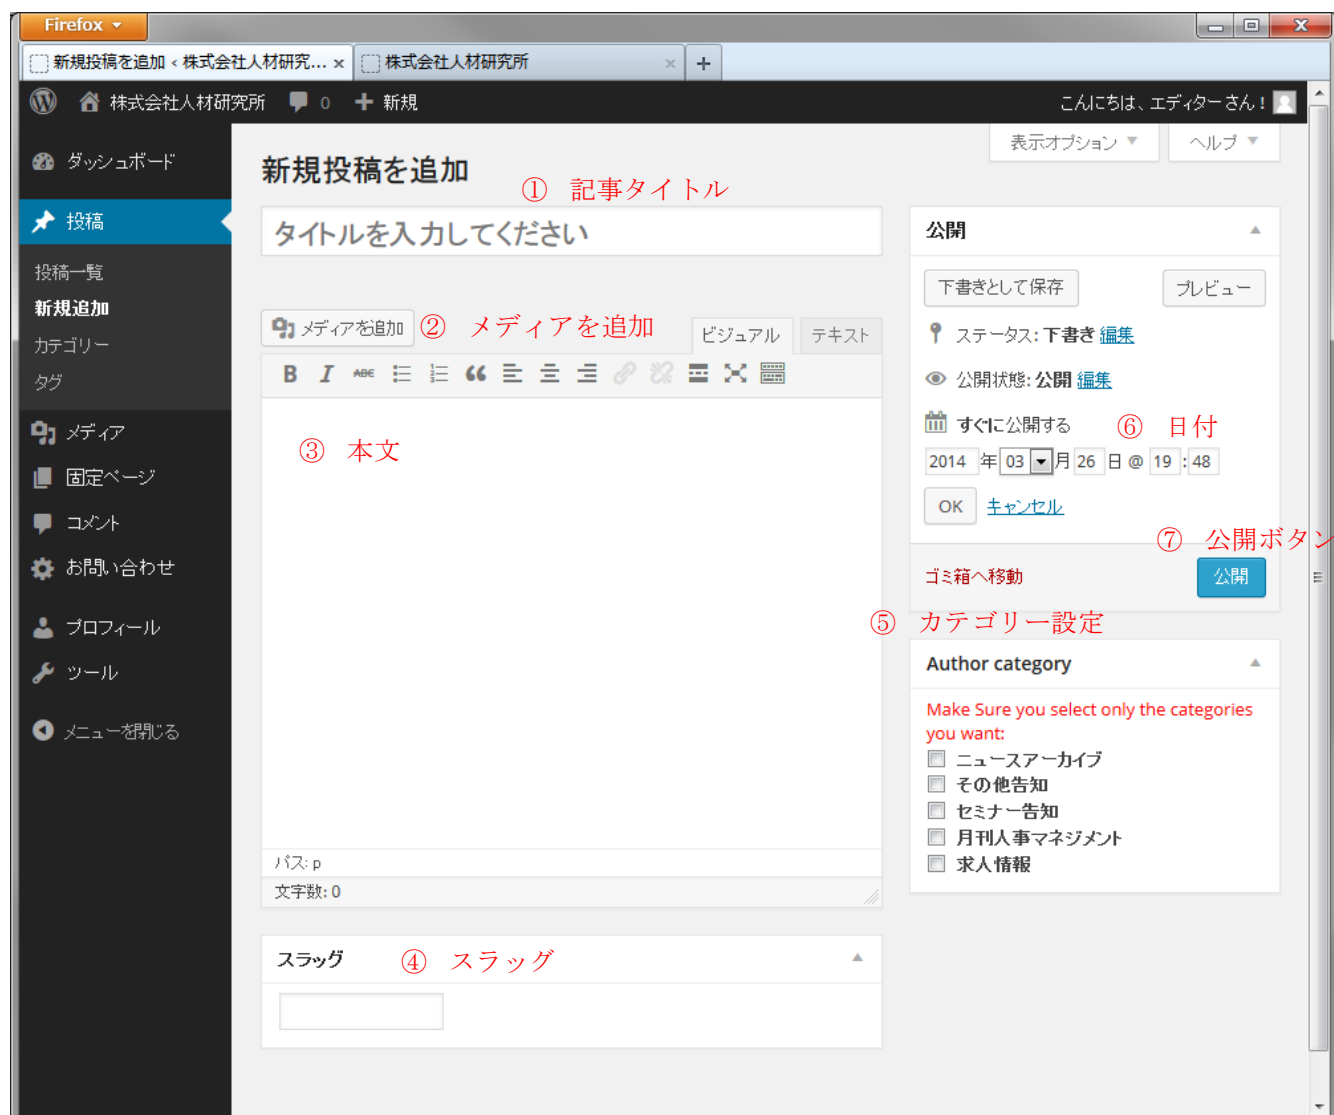 Firefox
新規投稿を追加 ‹ 株式会社人材研究... ×
株式会社人材研究所 ×
株式会社人材研究所 0 + 新規
こんにちは、エディターさん！
表示オプション ▼
ヘルプ ▼
ダッシュボード
投稿
投稿一覧
新規追加
カテゴリー
タグ
メディア
固定ページ
コメント
お問い合わせ
プロフィール
ツール
メニューを閉じる
新規投稿を追加
① 記事タイトル
タイトルを入力してください
メディアを追加
② メディアを追加
ビジュアル
テキスト
B I ABC
③ 本文
パス: p
文字数: 0
スラッグ
④ スラッグ
公開
下書きとして保存
プレビュー
ステータス: 下書き 編集
公開状態: 公開 編集
すぐに公開する
⑥ 日付
2014 年 03 月 26 日 @ 19 : 48
OK キャンセル
⑦ 公開ボタン
ゴミ箱へ移動
公開
⑤ カテゴリー設定
Author category
Make Sure you select only the categories
you want:
ニュースアーカイブ
その他告知
セミナー告知
月刊人事マネジメント
求人情報